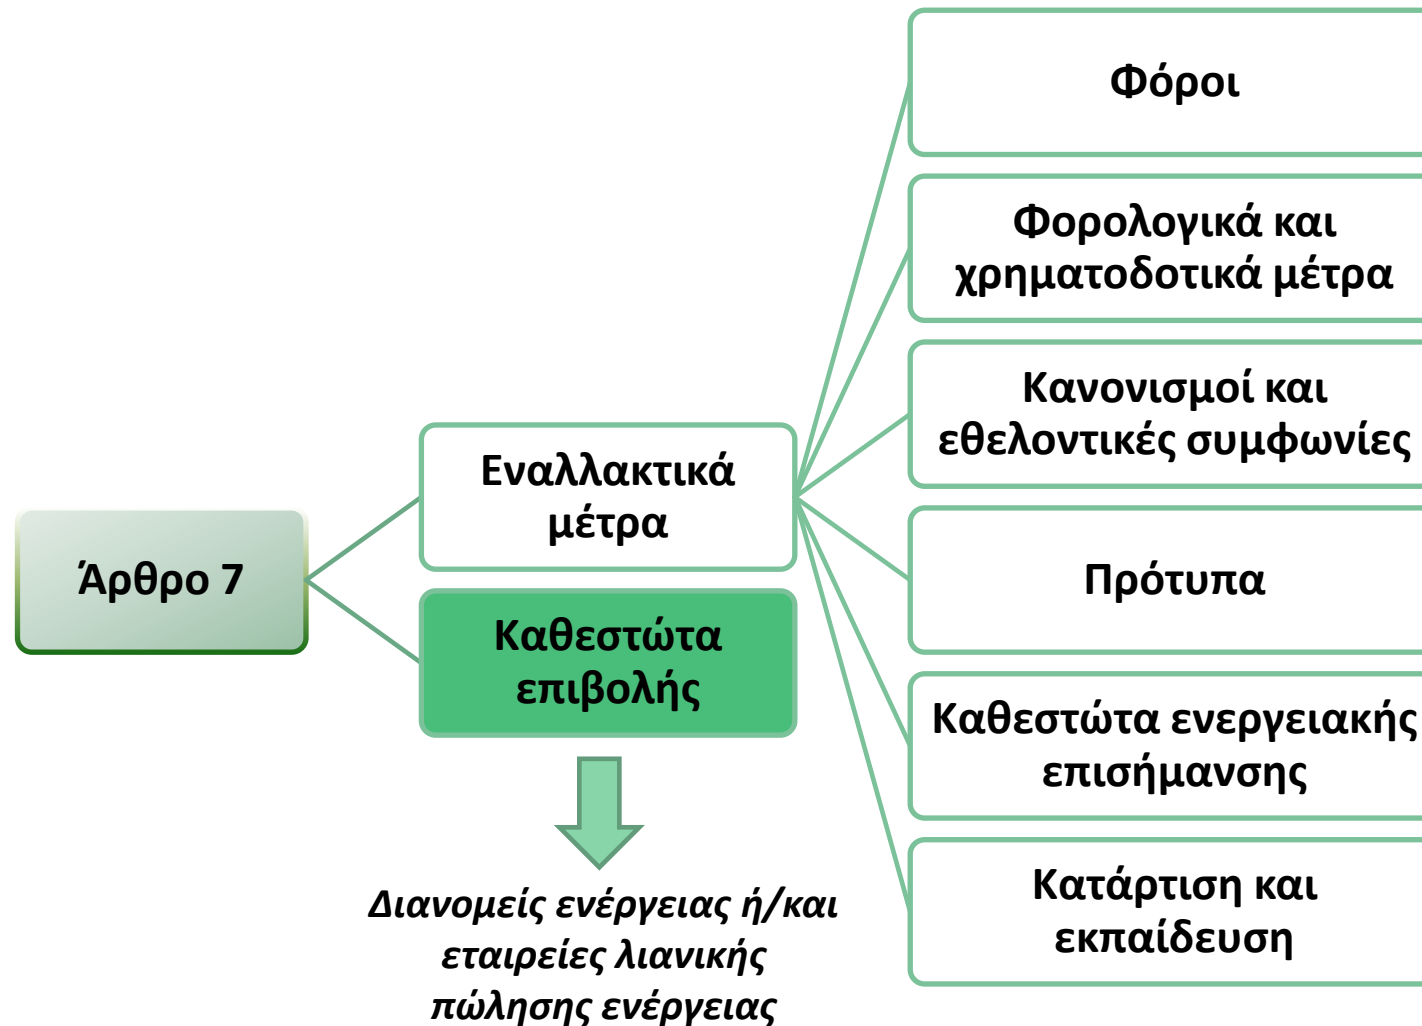 Άρθρο 7
Εναλλακτικά
μέτρα
Καθεστώτα
επιβολής
Διανομείς ενέργειας ή/και
εταιρείες λιανικής
πώλησης ενέργειας
Φόροι
Φορολογικά και
χρηματοδοτικά μέτρα
Κανονισμοί και
εθελοντικές συμφωνίες
Πρότυπα
Καθεστώτα ενεργειακής
επισήμανσης
Κατάρτιση και
εκπαίδευση